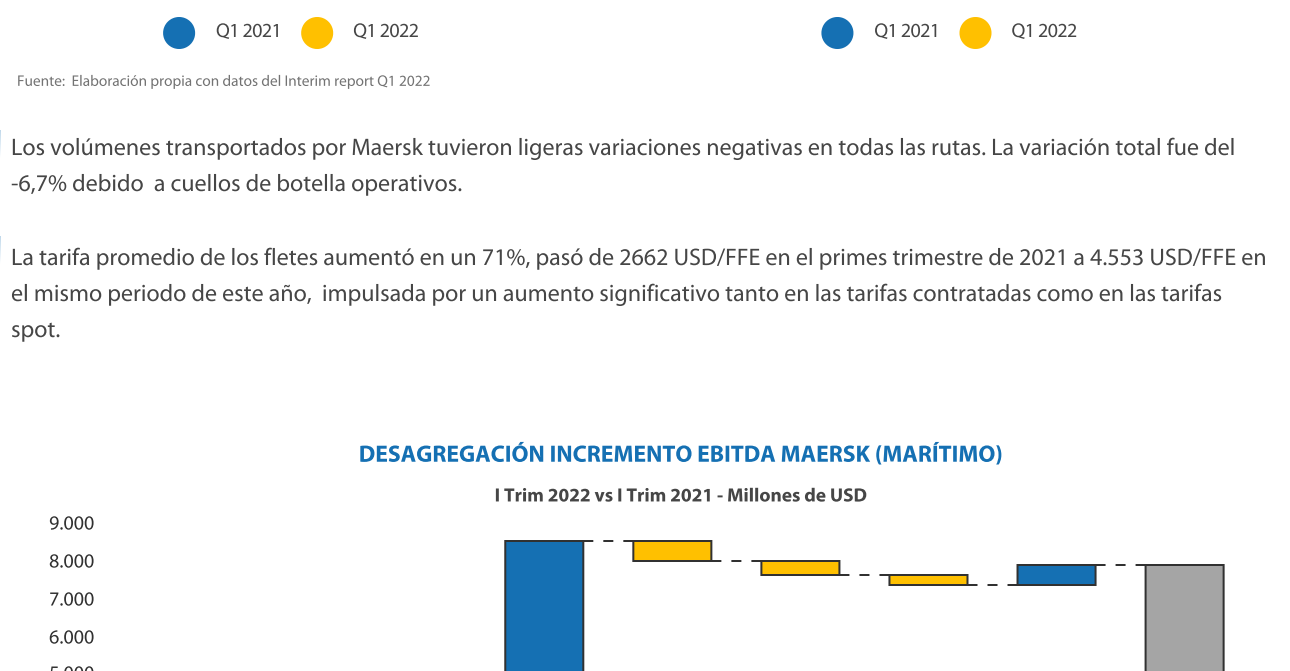 Q1 2021 Q1 2022 Q1 2021 Q1 2022
Fuente: Elaboración propia con datos del Interim report Q1 2022
Los volúmenes transportados por Maersk tuvieron ligeras variaciones negativas en todas las rutas. La variación total fue del
-6,7% debido a cuellos de botella operativos.
La tarifa promedio de los fletes aumentó en un 71%, pasó de 2662 USD/FFE en el primes trimestre de 2021 a 4.553 USD/FFE en
el mismo periodo de este año, impulsada por un aumento significativo tanto en las tarifas contratadas como en las tarifas
spot.
DESAGREGACIÓN INCREMENTO EBITDA MAERSK (MARÍTIMO)
I Trim 2022 vs I Trim 2021 - Millones de USD
9.000
8.000
7.000
6.000